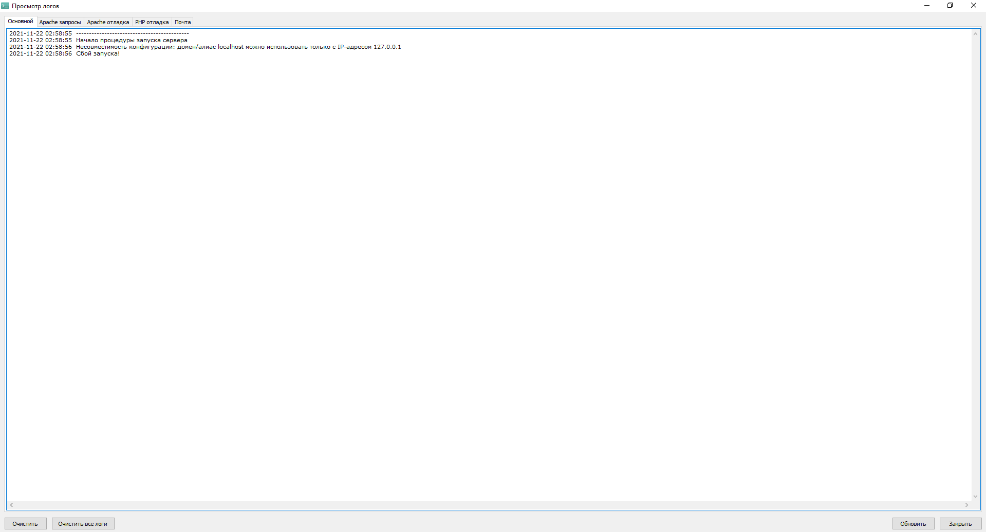 Просмотр логов
Основной Apache запросы Apache отладка PHP отладка Почта
2021-11-22 02:58:55 --------------------------------------------
2021-11-22 02:58:55 Начало процедуры запуска сервера
2021-11-22 02:58:56 Несовместимость конфигурации: домен/алиас localhost можно использовать только с IP-адресом 127.0.0.1
2021-11-22 02:58:56 Сбой запуска!
Очистить Очистить все логи Обновить Закрыть